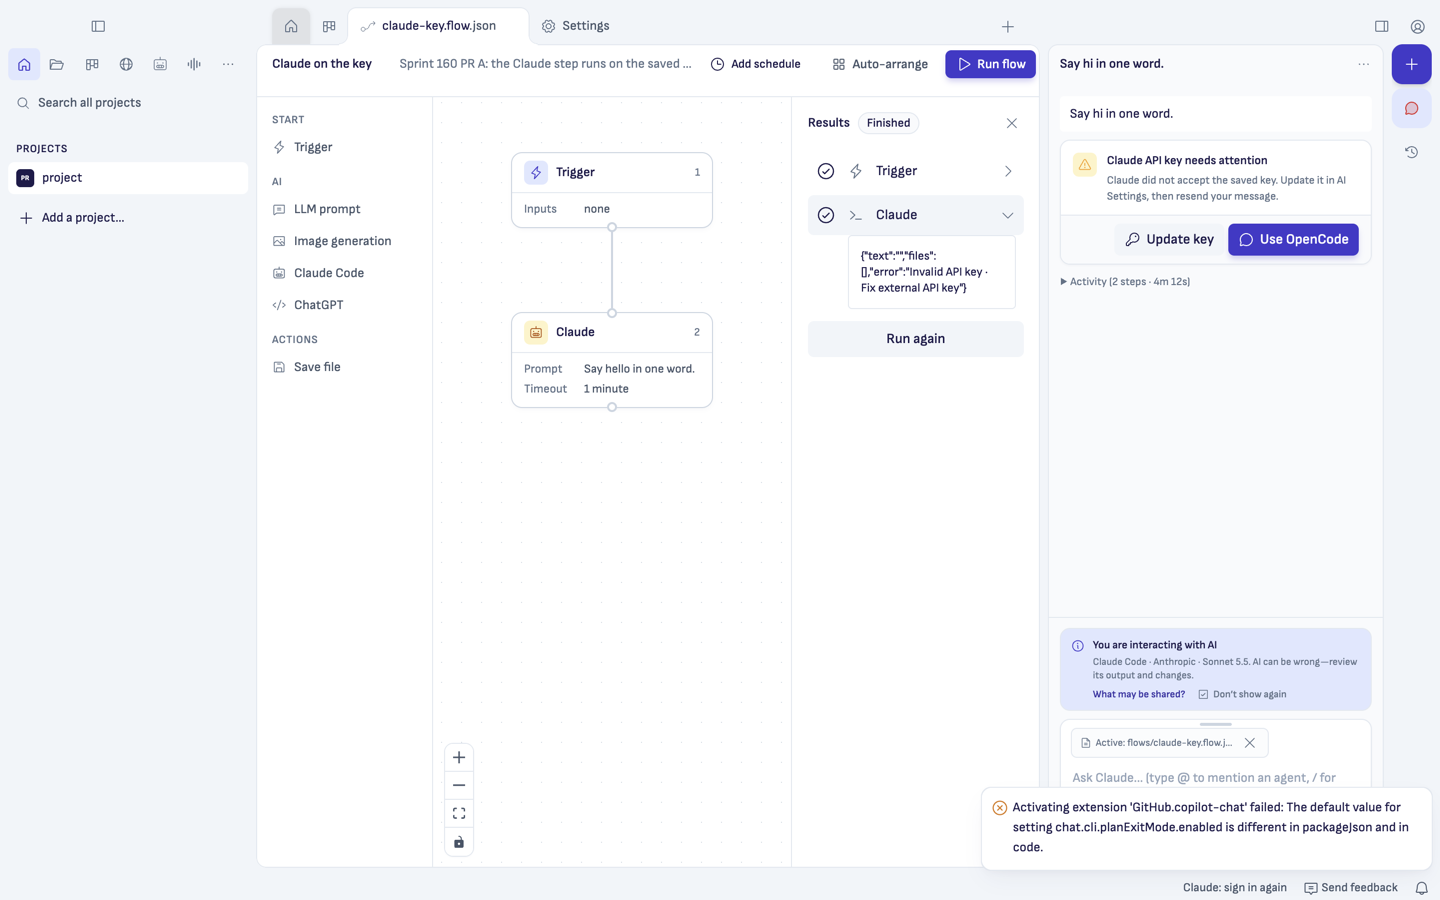 claude-key.flow.json
Settings
Search all projects
PROJECTS
PR project
Add a project...
Claude on the key
Sprint 160 PR A: the Claude step runs on the saved ...
Add schedule
Auto-arrange
Run flow
START
Trigger
AI
LLM prompt
Image generation
Claude Code
ChatGPT
ACTIONS
Save file
Trigger 1
Inputs none
Claude 2
Prompt Say hello in one word.
Timeout 1 minute
Results Finished
Trigger
Claude
{"text":"","files":
[],"error":"Invalid API key ·
Fix external API key"}
Run again
Say hi in one word.
Say hi in one word.
Claude API key needs attention
Claude did not accept the saved key. Update it in AI
Settings, then resend your message.
Update key
Use OpenCode
Activity (2 steps · 4m 12s)
You are interacting with AI
Claude Code · Anthropic · Sonnet 5.5. AI can be wrong—review
its output and changes.
What may be shared? Don't show again
Active: flows/claude-key.flow.j...
Ask Claude... (type @ to mention an agent, / for
Activating extension 'GitHub.copilot-chat' failed: The default value for
setting chat.cli.planExitMode.enabled is different in packageJson and in
code.
Claude: sign in again
Send feedback